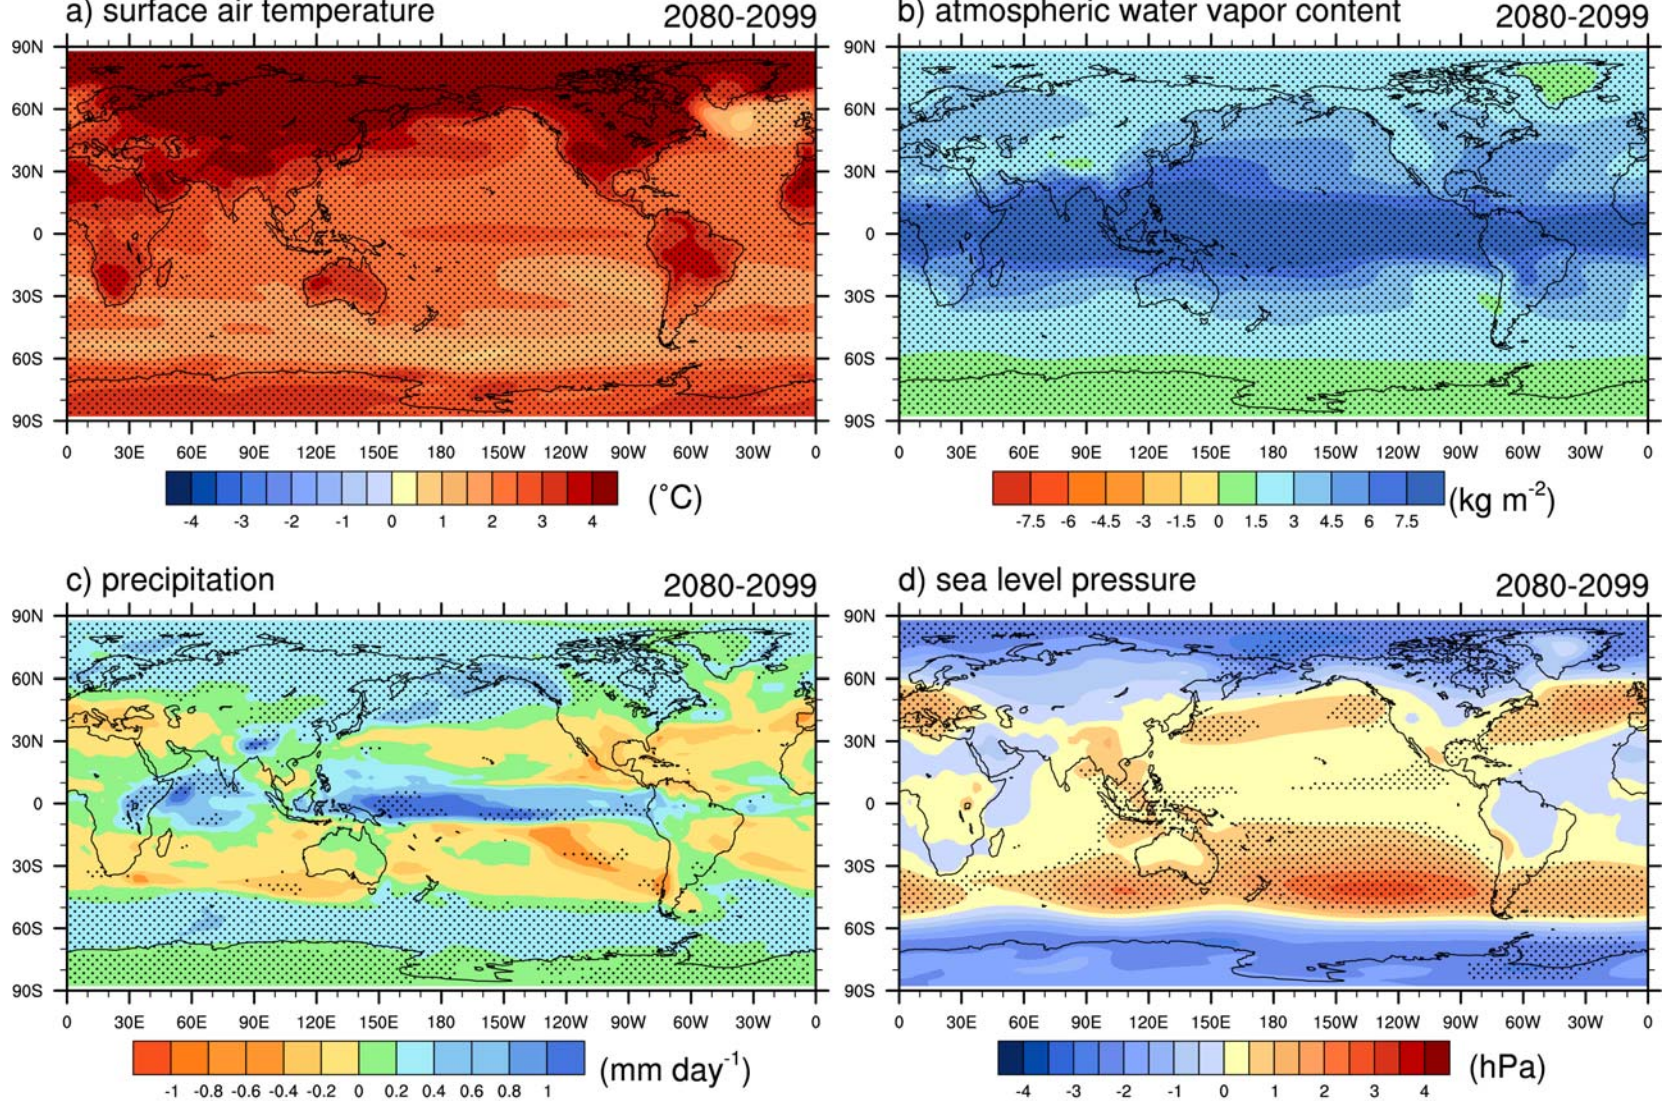 a) surface air temperature 2080-2099
90N
60N
30N
0
30S
60S
90S
0 30E 60E 90E 120E 150E 180 150W 120W 90W 60W 30W 0
-4 -3 -2 -1 0 1 2 3 4
(°C)
b) atmospheric water vapor content 2080-2099
90N
60N
30N
0
30S
60S
90S
0 30E 60E 90E 120E 150E 180 150W 120W 90W 60W 30W 0
-7.5 -6 -4.5 -3 -1.5 0 1.5 3 4.5 6 7.5
(kg m-2)
c) precipitation 2080-2099
90N
60N
30N
0
30S
60S
90S
0 30E 60E 90E 120E 150E 180 150W 120W 90W 60W 30W 0
-1 -0.8 -0.6 -0.4 -0.2 0 0.2 0.4 0.6 0.8 1
(mm day-1)
d) sea level pressure 2080-2099
90N
60N
30N
0
30S
60S
90S
0 30E 60E 90E 120E 150E 180 150W 120W 90W 60W 30W 0
-4 -3 -2 -1 0 1 2 3 4
(hPa)